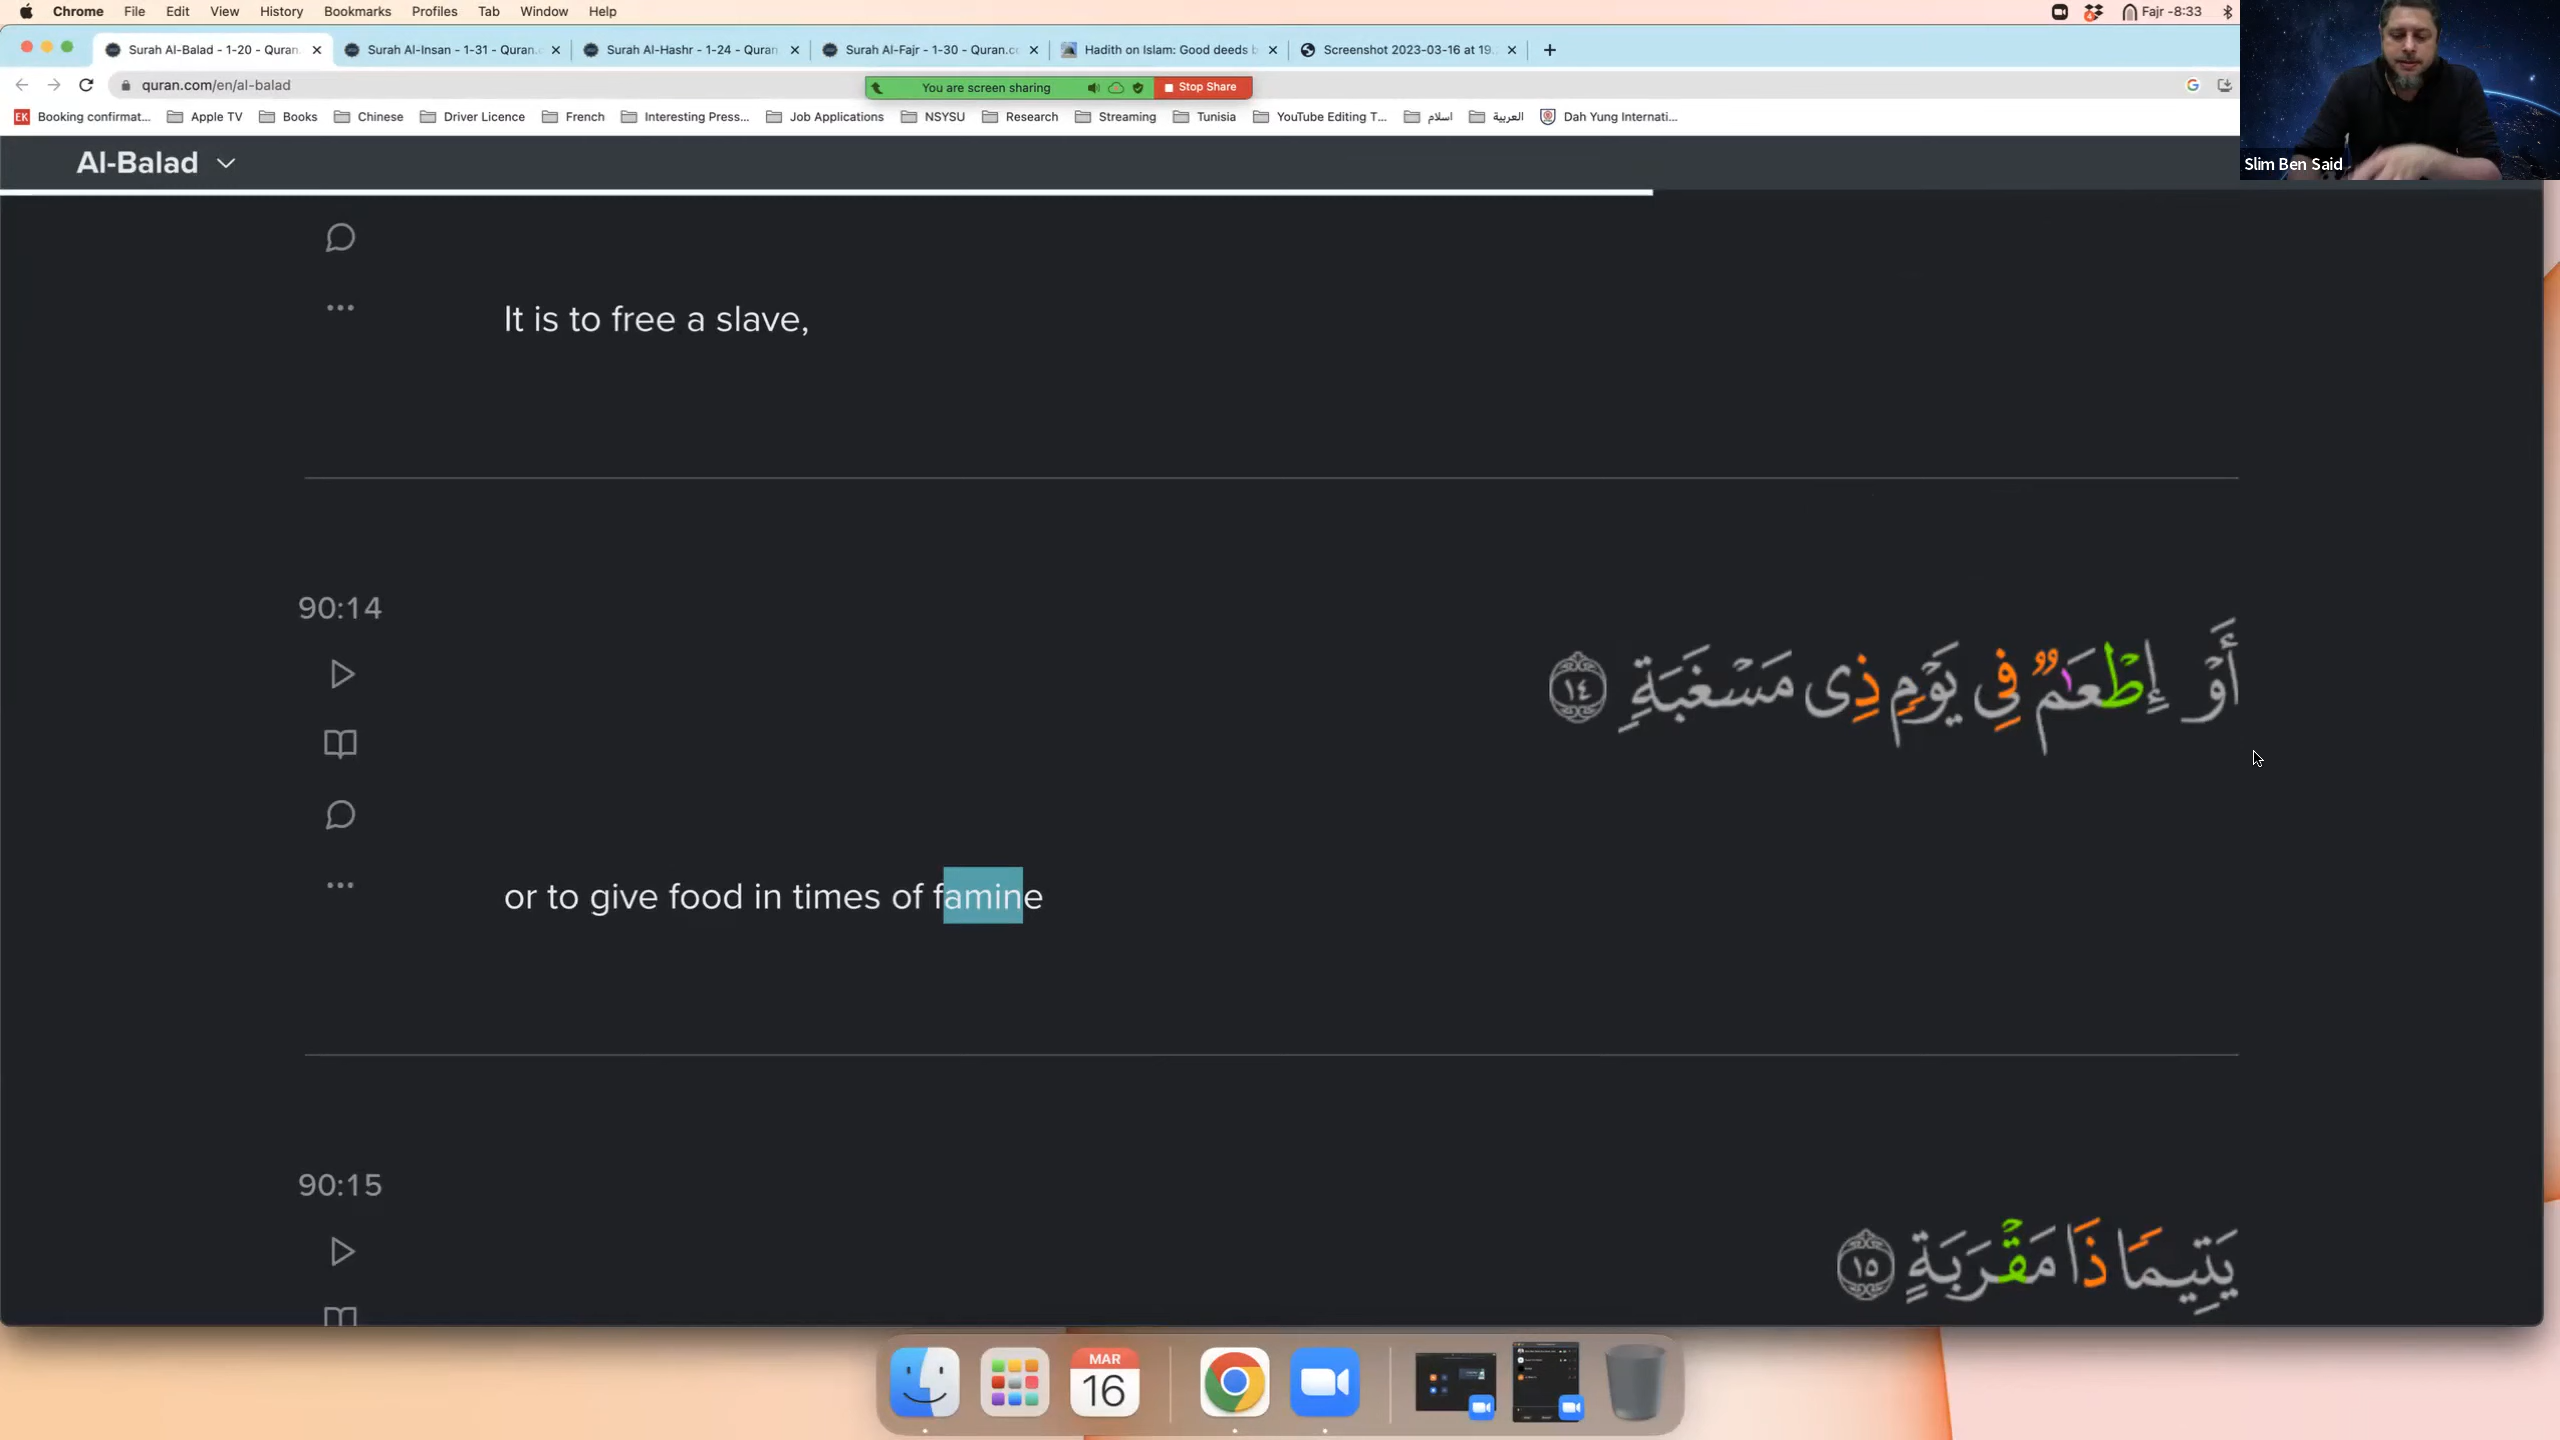 Chrome File Edit View History Bookmarks Profiles Tab Window Help Fajr -8:33
Surah Al-Balad - 1-20 - Quran. Surah Al-Insan - 1-31 - Quran.c Surah Al-Hashr - 1-24 - Quran Surah Al-Fajr - 1-30 - Quran.cc Hadith on Islam: Good deeds b Screenshot 2023-03-16 at 19.
quran.com/en/al-balad
You are screen sharing Stop Share
EK Booking confirmat... Apple TV Books Chinese Driver Licence French Interesting Press... Job Applications NSYSU Research Streaming Tunisia YouTube Editing T... اسلام العربية Dah Yung Internati...
Slim Ben Said
Al-Balad
It is to free a slave,
90:14
أَوْ إِطْعَـٰمٌۭ فِى يَوْمٍۢ ذِى مَسْغَبَةٍۢ ١٤
or to give food in times of famine
90:15
يَتِيمًۭا ذَا مَقْرَبَةٍ ١٥
MAR
16